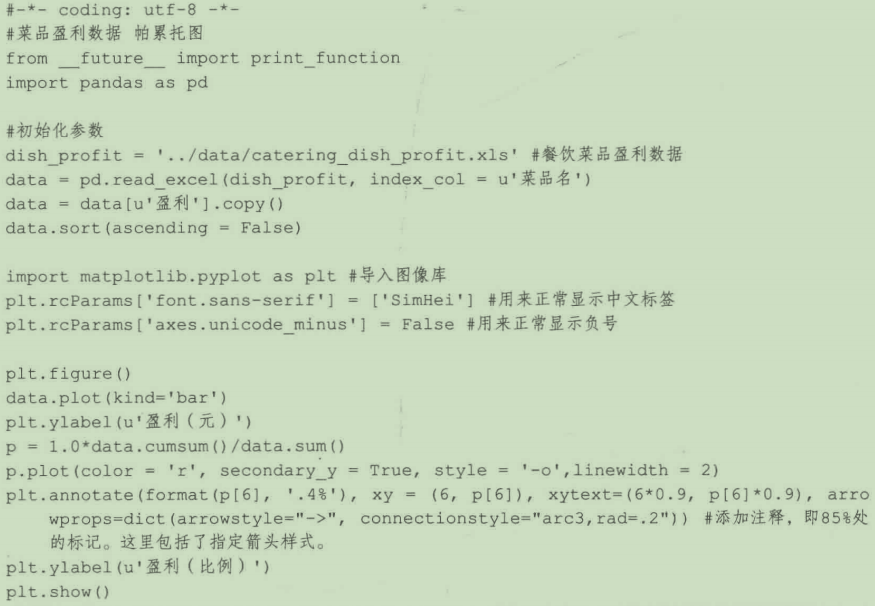 #-*- coding: utf-8 -*-
#菜品盈利数据 帕累托图
from __future__ import print_function
import pandas as pd

#初始化参数
dish_profit = '../data/catering_dish_profit.xls' #餐饮菜品盈利数据
data = pd.read_excel(dish_profit, index_col = u'菜品名')
data = data[u'盈利'].copy()
data.sort(ascending = False)

import matplotlib.pyplot as plt #导入图像库
plt.rcParams['font.sans-serif'] = ['SimHei'] #用来正常显示中文标签
plt.rcParams['axes.unicode_minus'] = False #用来正常显示负号

plt.figure()
data.plot(kind='bar')
plt.ylabel(u'盈利（元）')
p = 1.0*data.cumsum()/data.sum()
p.plot(color = 'r', secondary_y = True, style = '-o',linewidth = 2)
plt.annotate(format(p[6], '.4%'), xy = (6, p[6]), xytext=(6*0.9, p[6]*0.9), arro
    wprops=dict(arrowstyle="->", connectionstyle="arc3,rad=.2")) #添加注释，即85%处
    的标记。这里包括了指定箭头样式。
plt.ylabel(u'盈利（比例）')
plt.show()